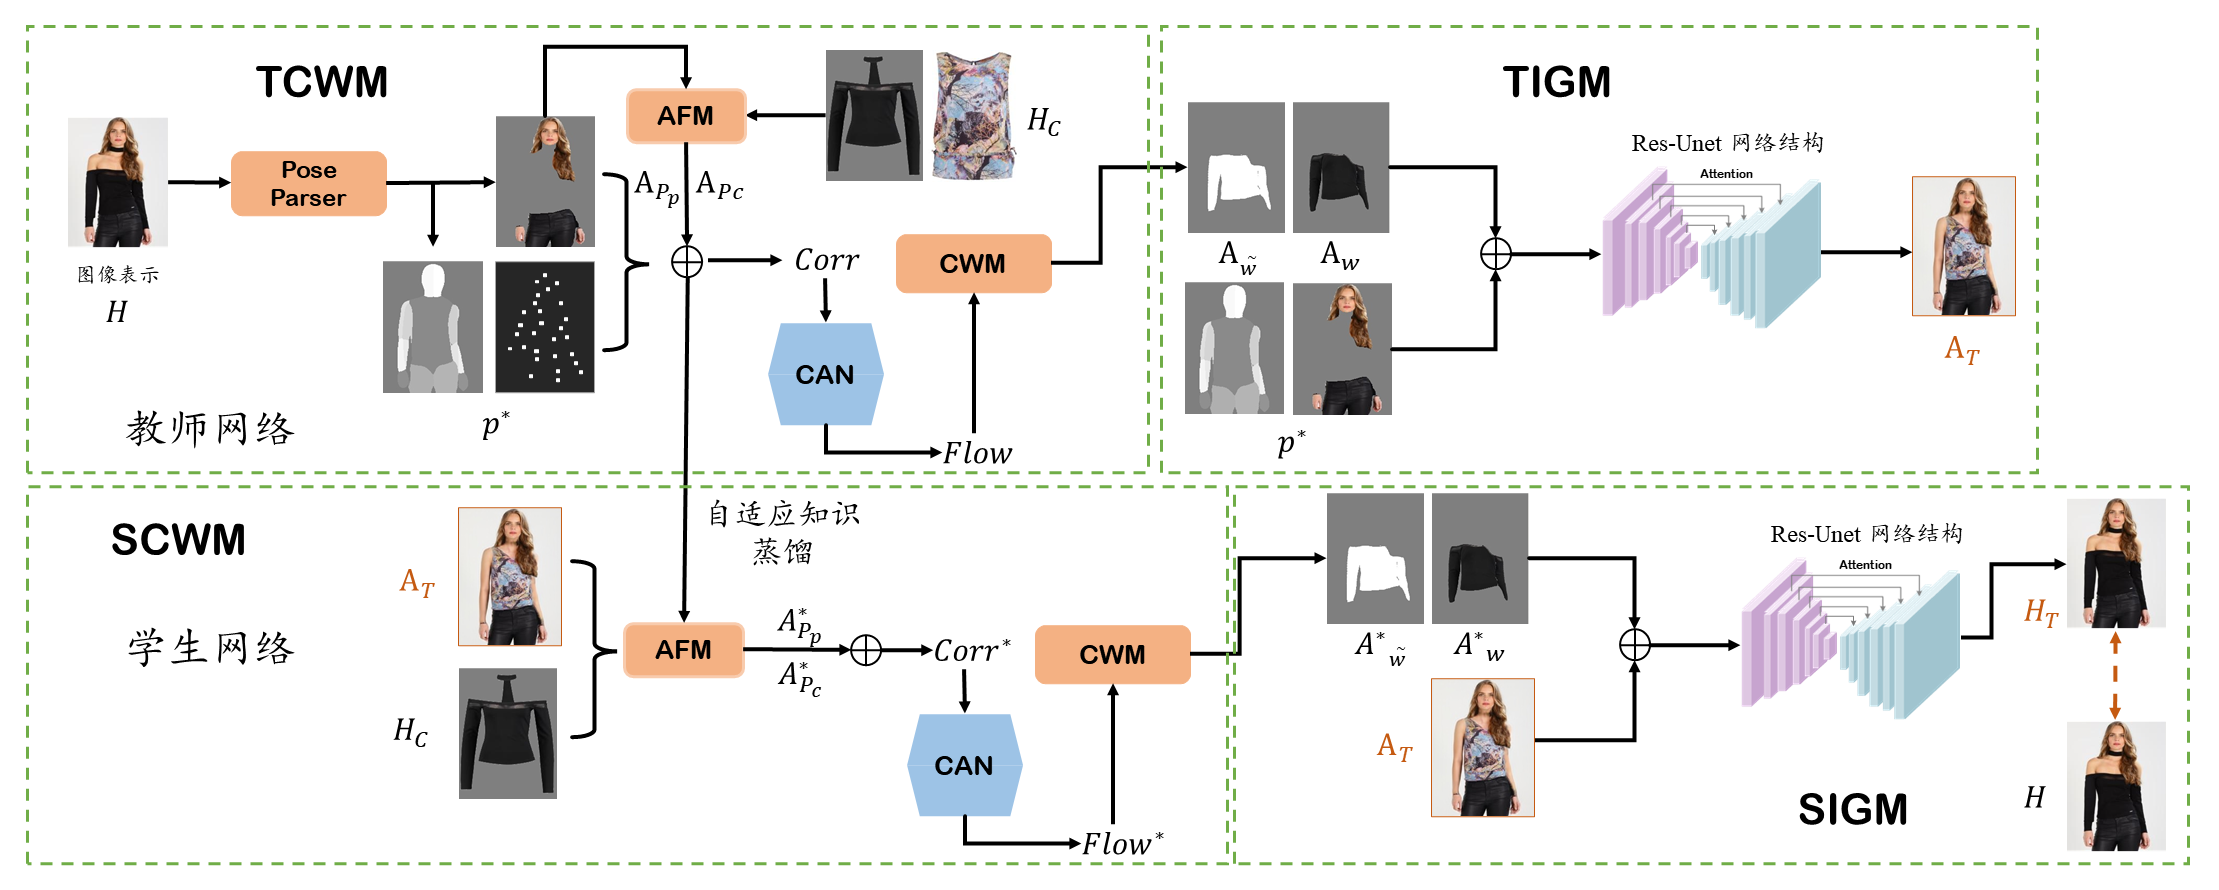 TCWM
AFM
H_C
Pose
Parser
图像表示
H
A_{P_p}
A_{Pc}
Corr
CWM
CAN
Flow
p*
教师网络
TIGM
Res-Unet 网络结构
Attention
A_{w̃}
A_w
p*
A_T
SCWM
学生网络
自适应知识
蒸馏
A_T
H_C
AFM
A*_{P_p}
A*_{P_c}
Corr*
CWM
CAN
Flow*
A*_{w̃}
A*_w
A_T
Res-Unet 网络结构
Attention
H_T
H
SIGM